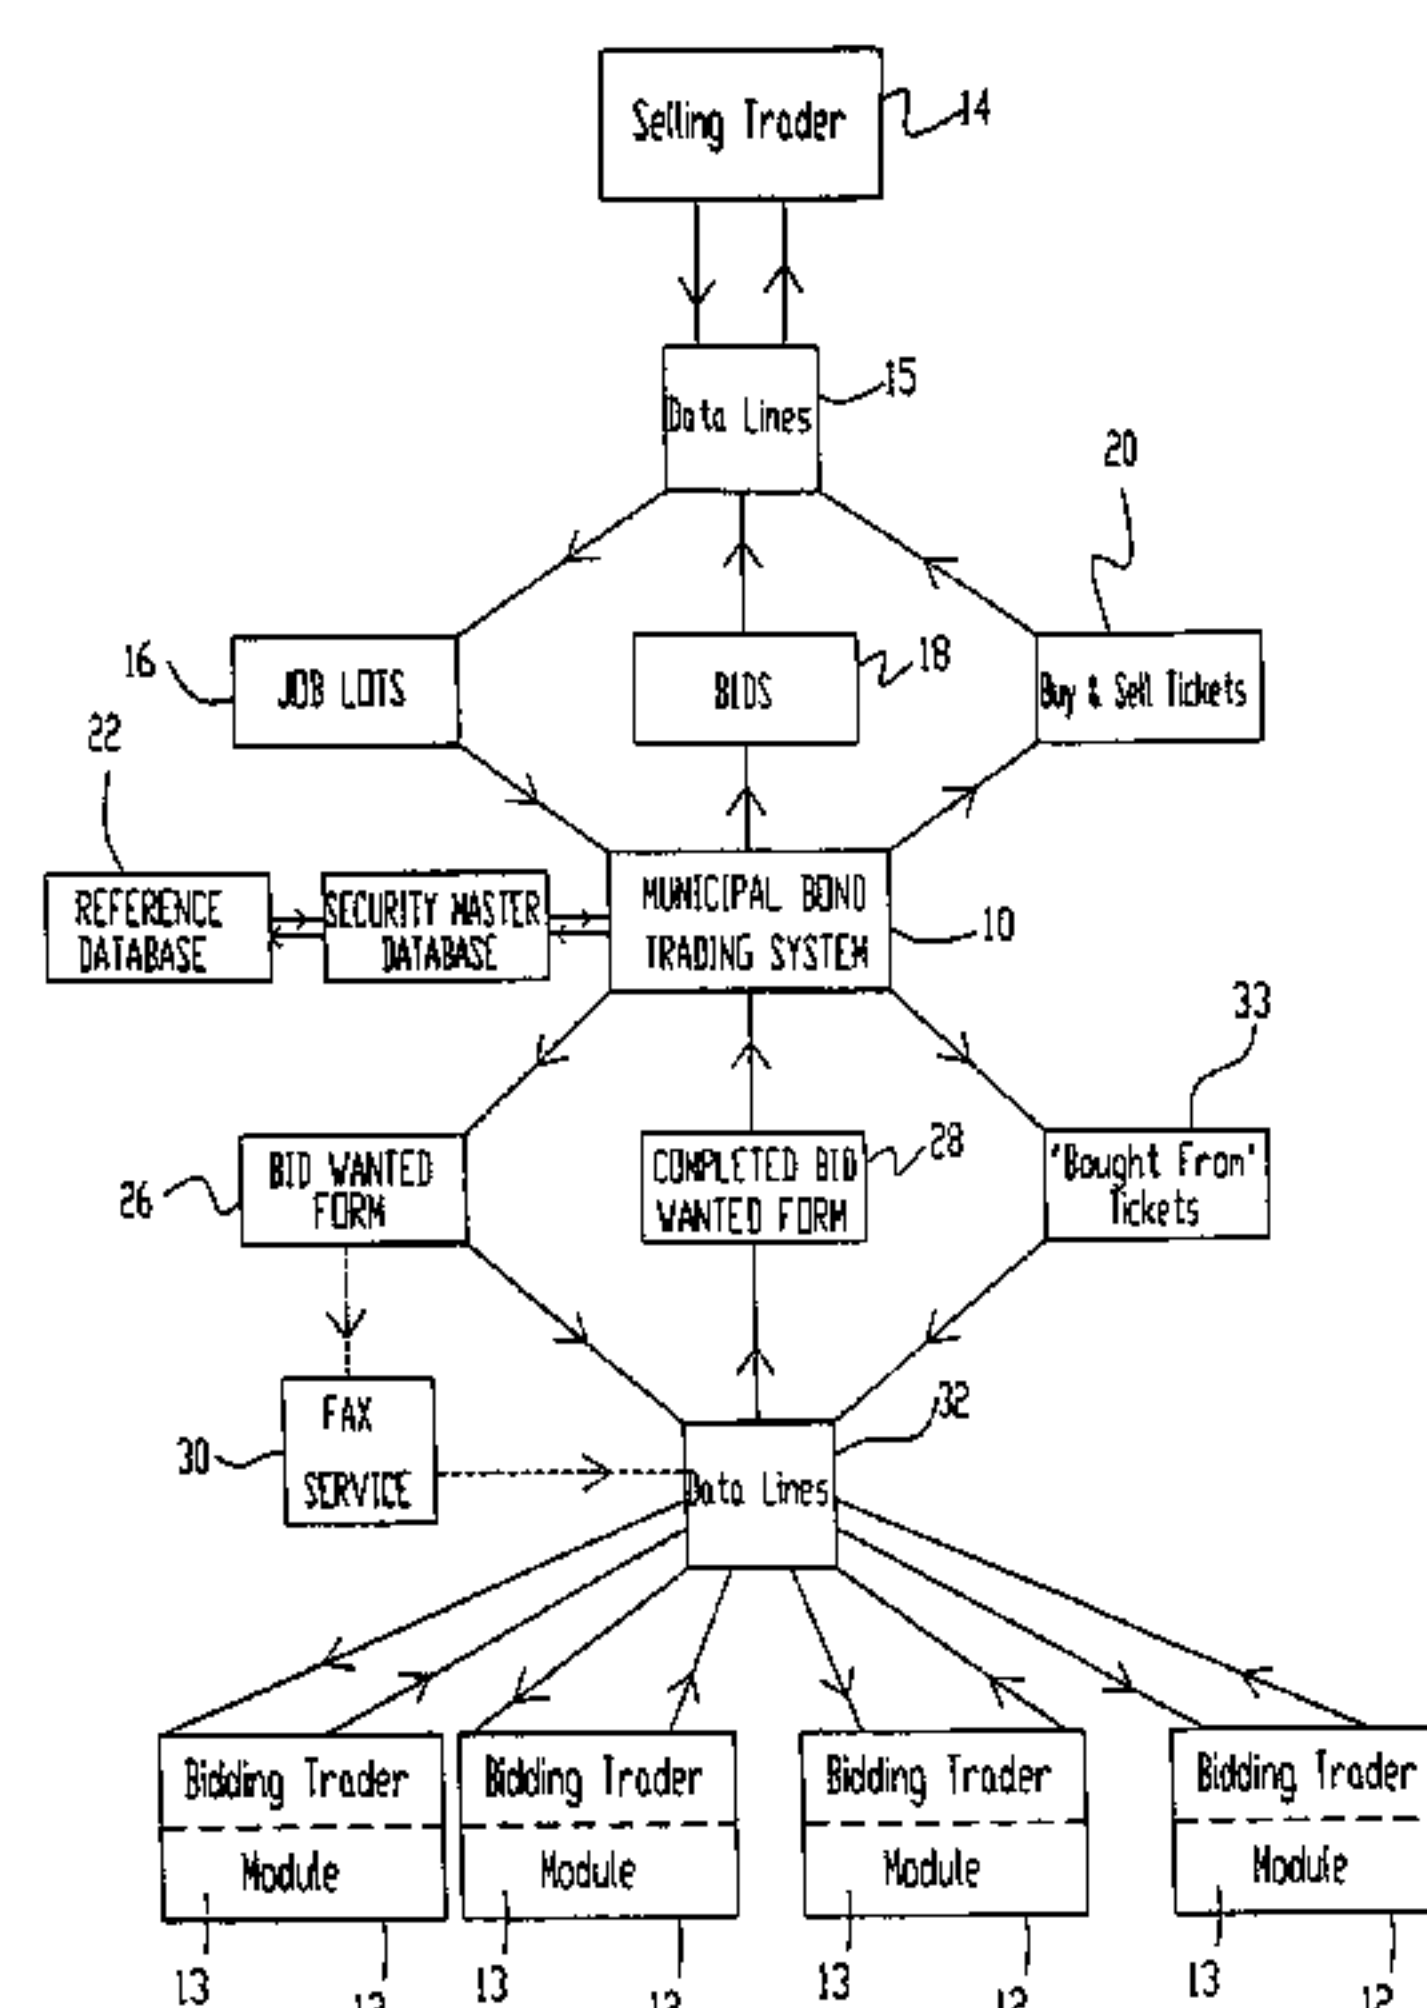 Selling Trader
14
Data Lines
15
20
16
JOB LOTS
BIDS
18
Buy & Sell Tickets
22
REFERENCE
DATABASE
SECURITY MASTER
DATABASE
MUNICIPAL BOND
TRADING SYSTEM
10
33
26
BID WANTED
FORM
COMPLETED BID
WANTED FORM
28
"Bought From"
Tickets
30
FAX
SERVICE
32
Data Lines
Bidding Trader
Module
13
Bidding Trader
Module
13
Bidding Trader
Module
13
Bidding Trader
Module
13